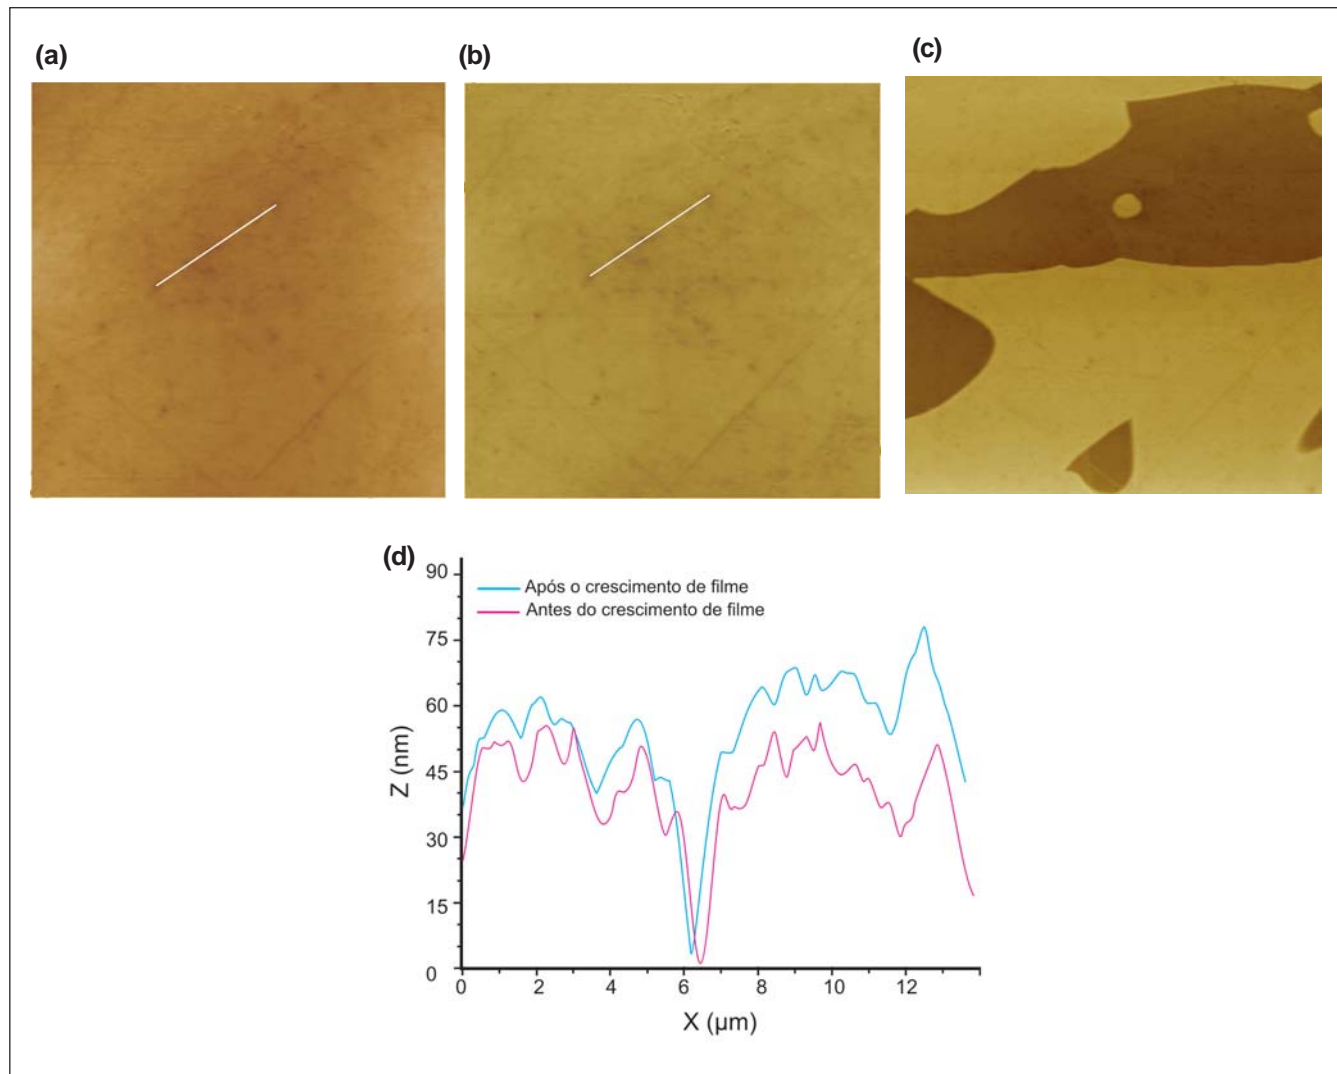 (a)
(b)
(c)
(d)
90
75
60
45
30
15
0
Z (nm)
Após o crescimento de filme
Antes do crescimento de filme
0 2 4 6 8 10 12
X (µm)